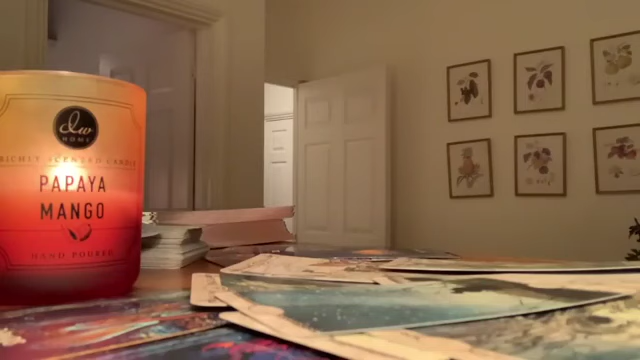 dw
HOME
RICHLY SCENTED CANDLE
PAPAYA
MANGO
HAND POURED